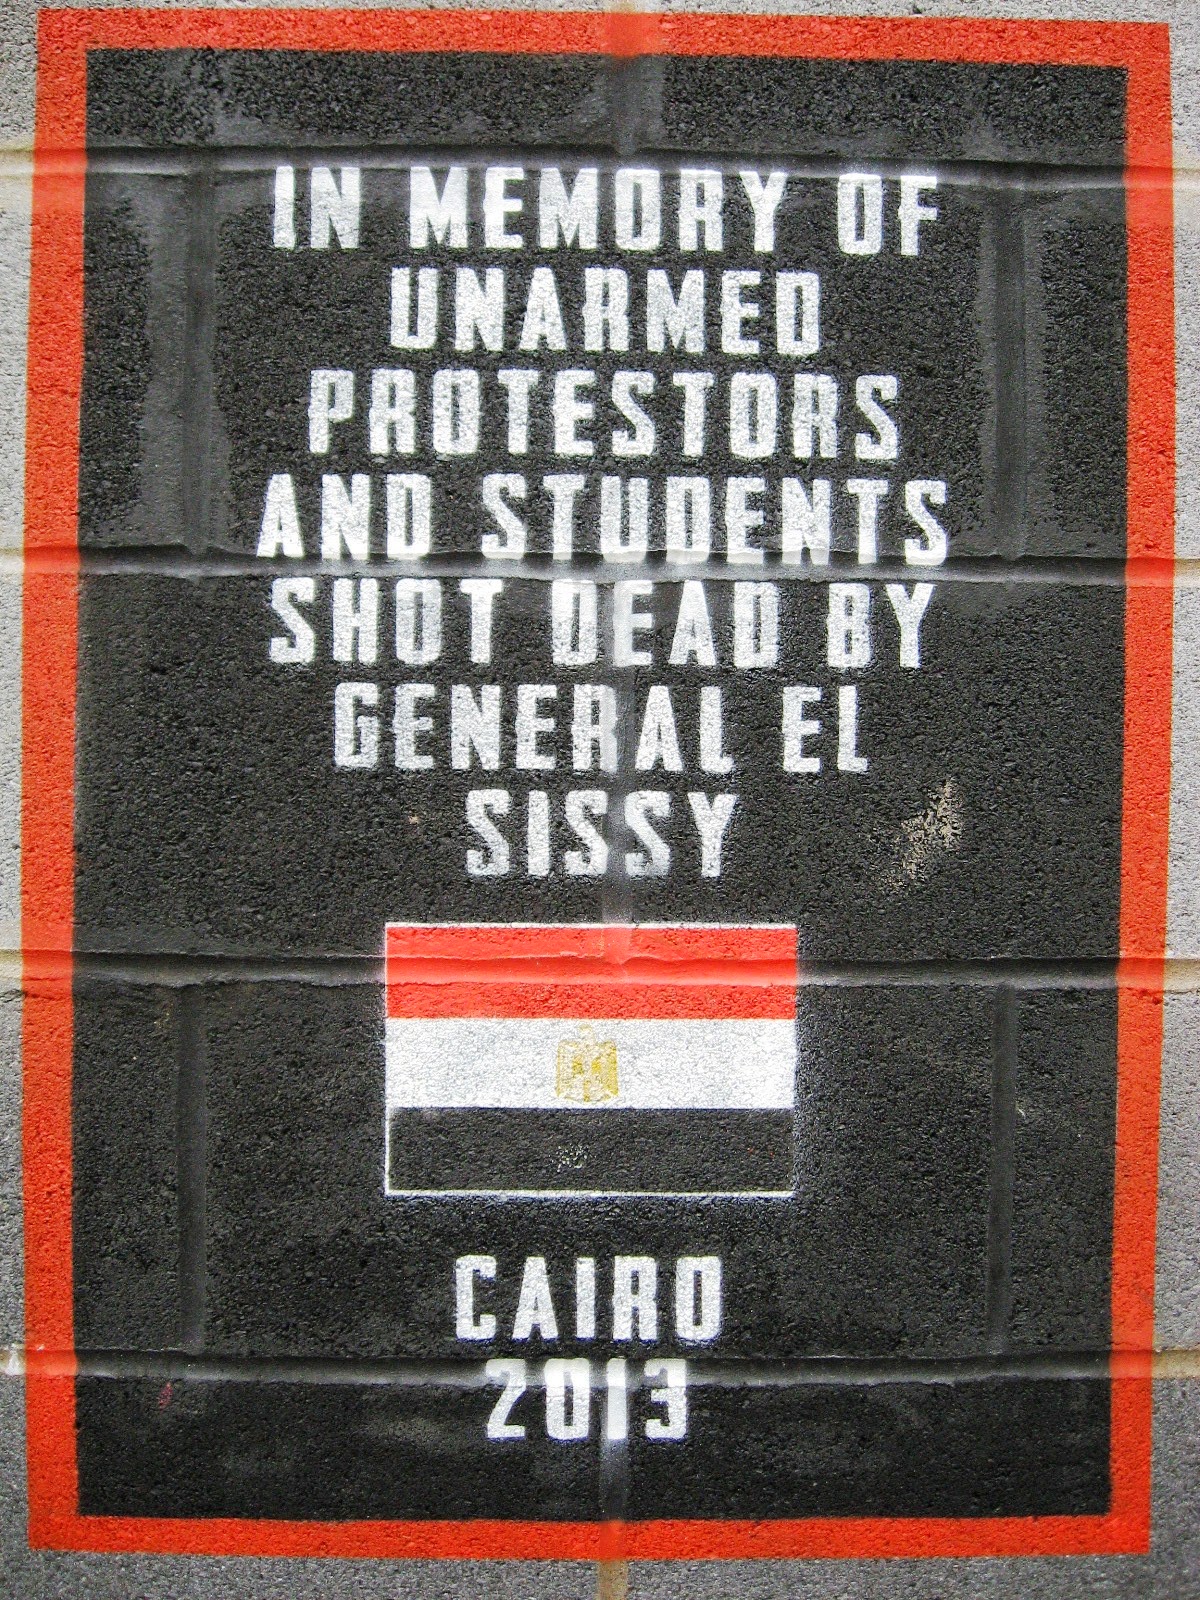 IN MEMORY OF
UNARMED
PROTESTORS
AND STUDENTS
SHOT DEAD BY
GENERAL EL
SISSY
CAIRO
2013